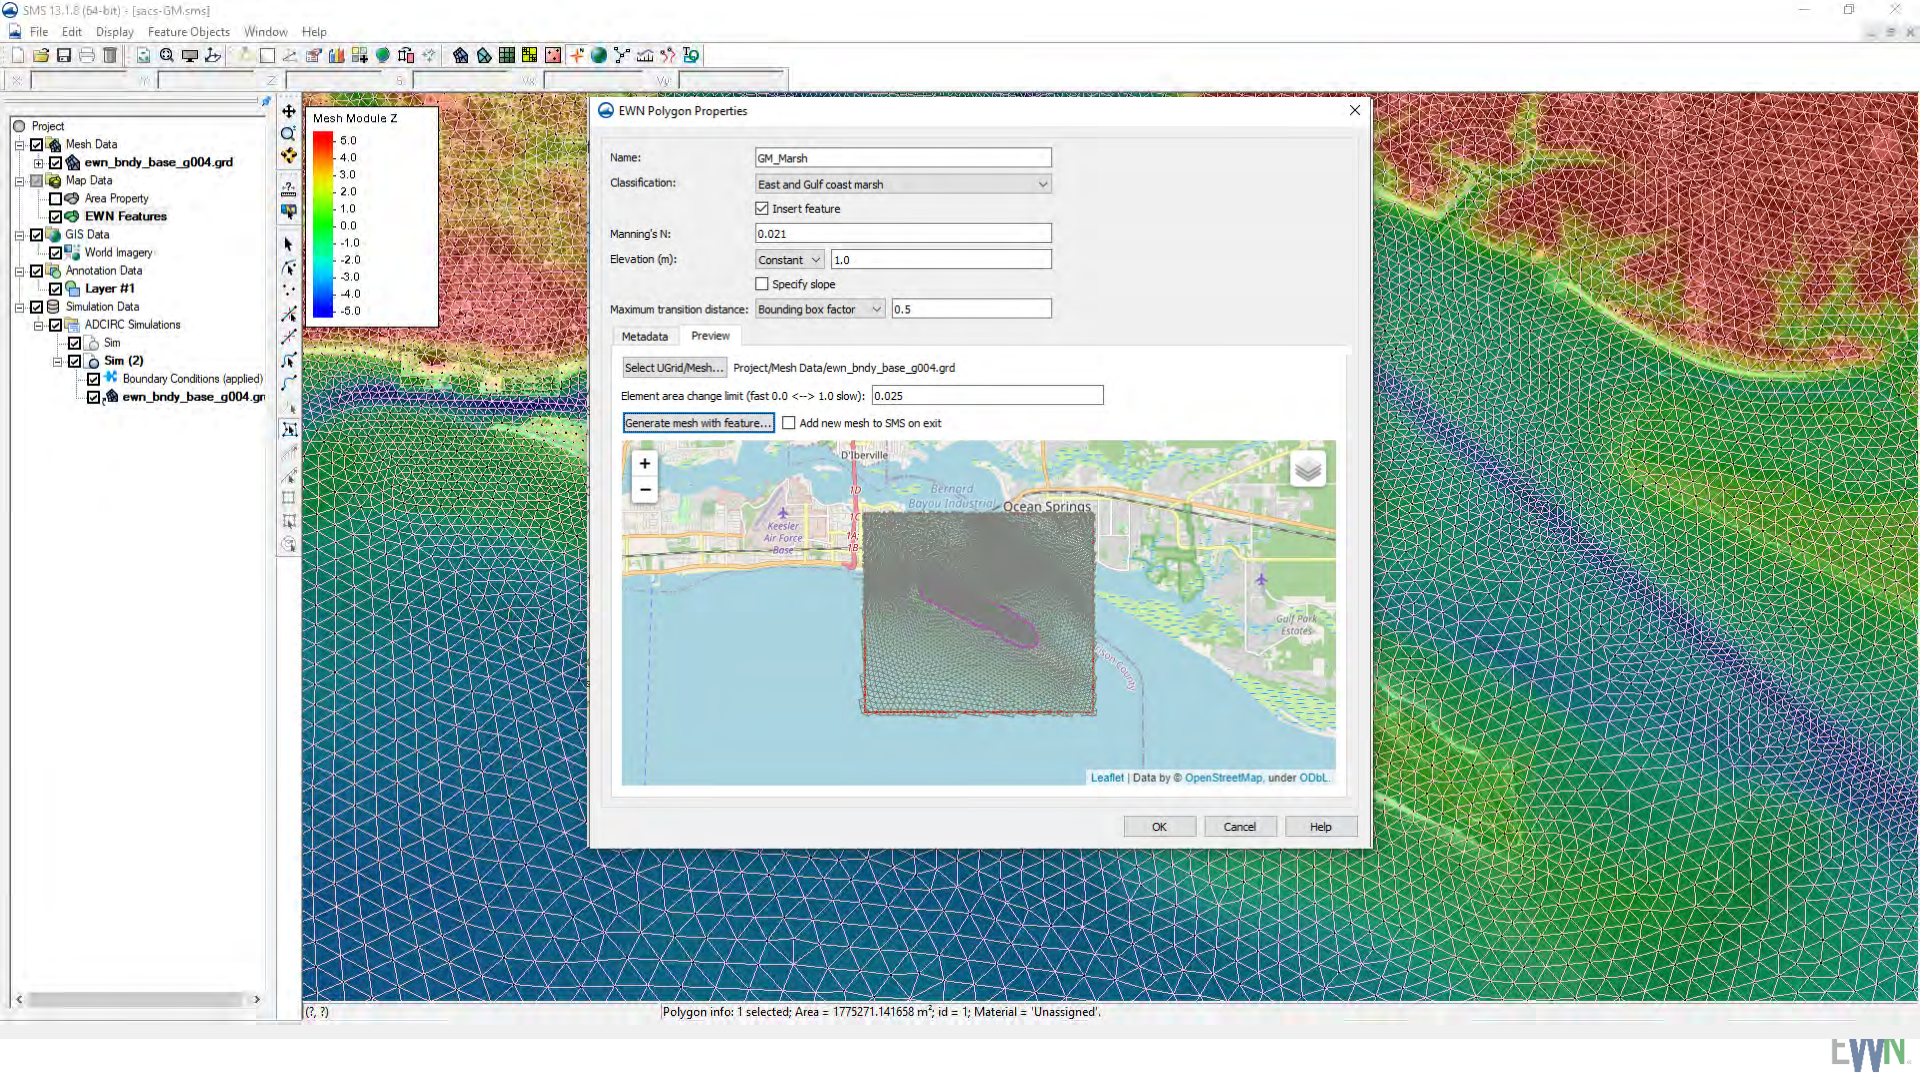 SMS 13.1.8 (64-bit) - [sacs-GM.sms]
File Edit Display Feature Objects Window Help
X: Y: Z: S: Vx: Vy:
Project
Mesh Data
ewn_bndy_base_g004.grd
Map Data
Area Property
EWN Features
GIS Data
World Imagery
Annotation Data
Layer #1
Simulation Data
ADCIRC Simulations
Sim
Sim (2)
Boundary Conditions (applied)
ewn_bndy_base_g004.gr
Mesh Module Z
5.0
4.0
3.0
2.0
1.0
0.0
-1.0
-2.0
-3.0
-4.0
-5.0
EWN Polygon Properties
Name: GM_Marsh
Classification: East and Gulf coast marsh
Insert feature
Manning's N: 0.021
Elevation (m): Constant 1.0
Specify slope
Maximum transition distance: Bounding box factor 0.5
Metadata Preview
Select UGrid/Mesh... Project/Mesh Data/ewn_bndy_base_g004.grd
Element area change limit (fast 0.0 <--> 1.0 slow): 0.025
Generate mesh with feature... Add new mesh to SMS on exit
+
−
D'Iberville
1D
Bernard
Bayou Industrial
Ocean Springs
1C
1A;
1B
Keesler
Air Force
Base
Gulf Park
Estates
son County
Leaflet | Data by © OpenStreetMap, under ODbL.
OK Cancel Help
(?, ?) Polygon info: 1 selected; Area = 1775271.141658 m²; id = 1; Material = 'Unassigned'.
EWN